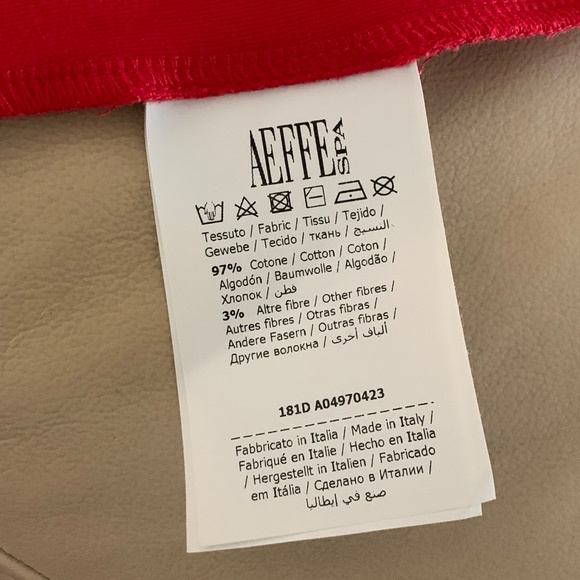 AEFFE SPA
Tessuto / Fabric / Tissu / Tejido /
Gewebe / Tecido / ткань / النسيج
97% Cotone / Cotton / Coton /
Algodón / Baumwolle / Algodão /
Хлопок / قطن
3% Altre fibre / Other fibres /
Autres fibres / Otras fibras /
Andere Fasern / Outras fibras /
Другие волокна / ألياف أخرى
181D A04970423
Fabbricato in Italia / Made in Italy /
Fabriqué en Italie / Hecho en Italia
/ Hergestellt in Italien / Fabricado
em Itália / Сделано в Италии /
صنع في إيطاليا